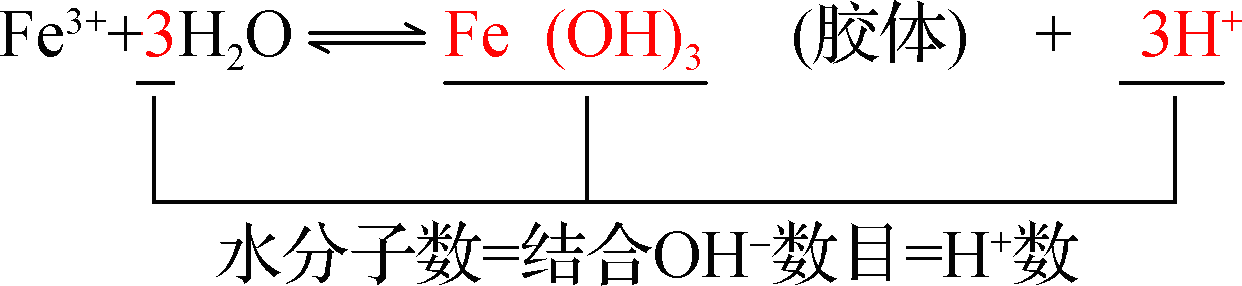 Fe³⁺+3H₂O⇌Fe (OH)₃ (胶体) + 3H⁺
水分子数=结合OH⁻数目=H⁺数